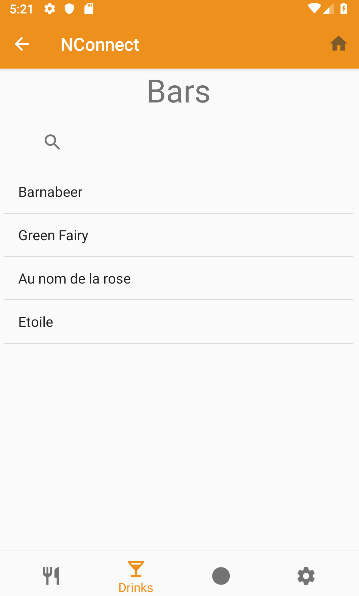 5:21
NConnect
Bars
Barnabeer
Green Fairy
Au nom de la rose
Etoile
Drinks